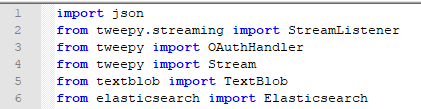 1 import json
2 from tweepy.streaming import StreamListener
3 from tweepy import OAuthHandler
4 from tweepy import Stream
5 from textblob import TextBlob
6 from elasticsearch import Elasticsearch